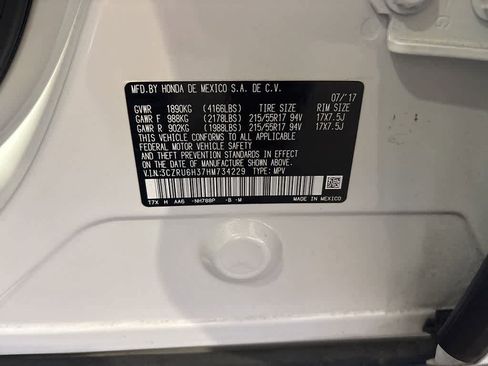 MFD.BY HONDA DE MEXICO S.A. DE C.V.
07/'17
GVWR 1890KG (4166LBS) TIRE SIZE RIM SIZE
GAWR F 988KG (2178LBS) 215/55R17 94V 17X7.5J
GAWR R 902KG (1988LBS) 215/55R17 94V 17X7.5J
THIS VEHICLE CONFORMS TO ALL APPLICABLE
FEDERAL MOTOR VEHICLE SAFETY
AND THEFT PREVENTION STANDARDS IN EFFECT
ON THE DATE OF MANUFACTURE SHOWN ABOVE.
V.I.N:3CZRU6H37HM734229 TYPE: MPV
T7X H AA6 -NH788P -B -M MADE IN MEXICO